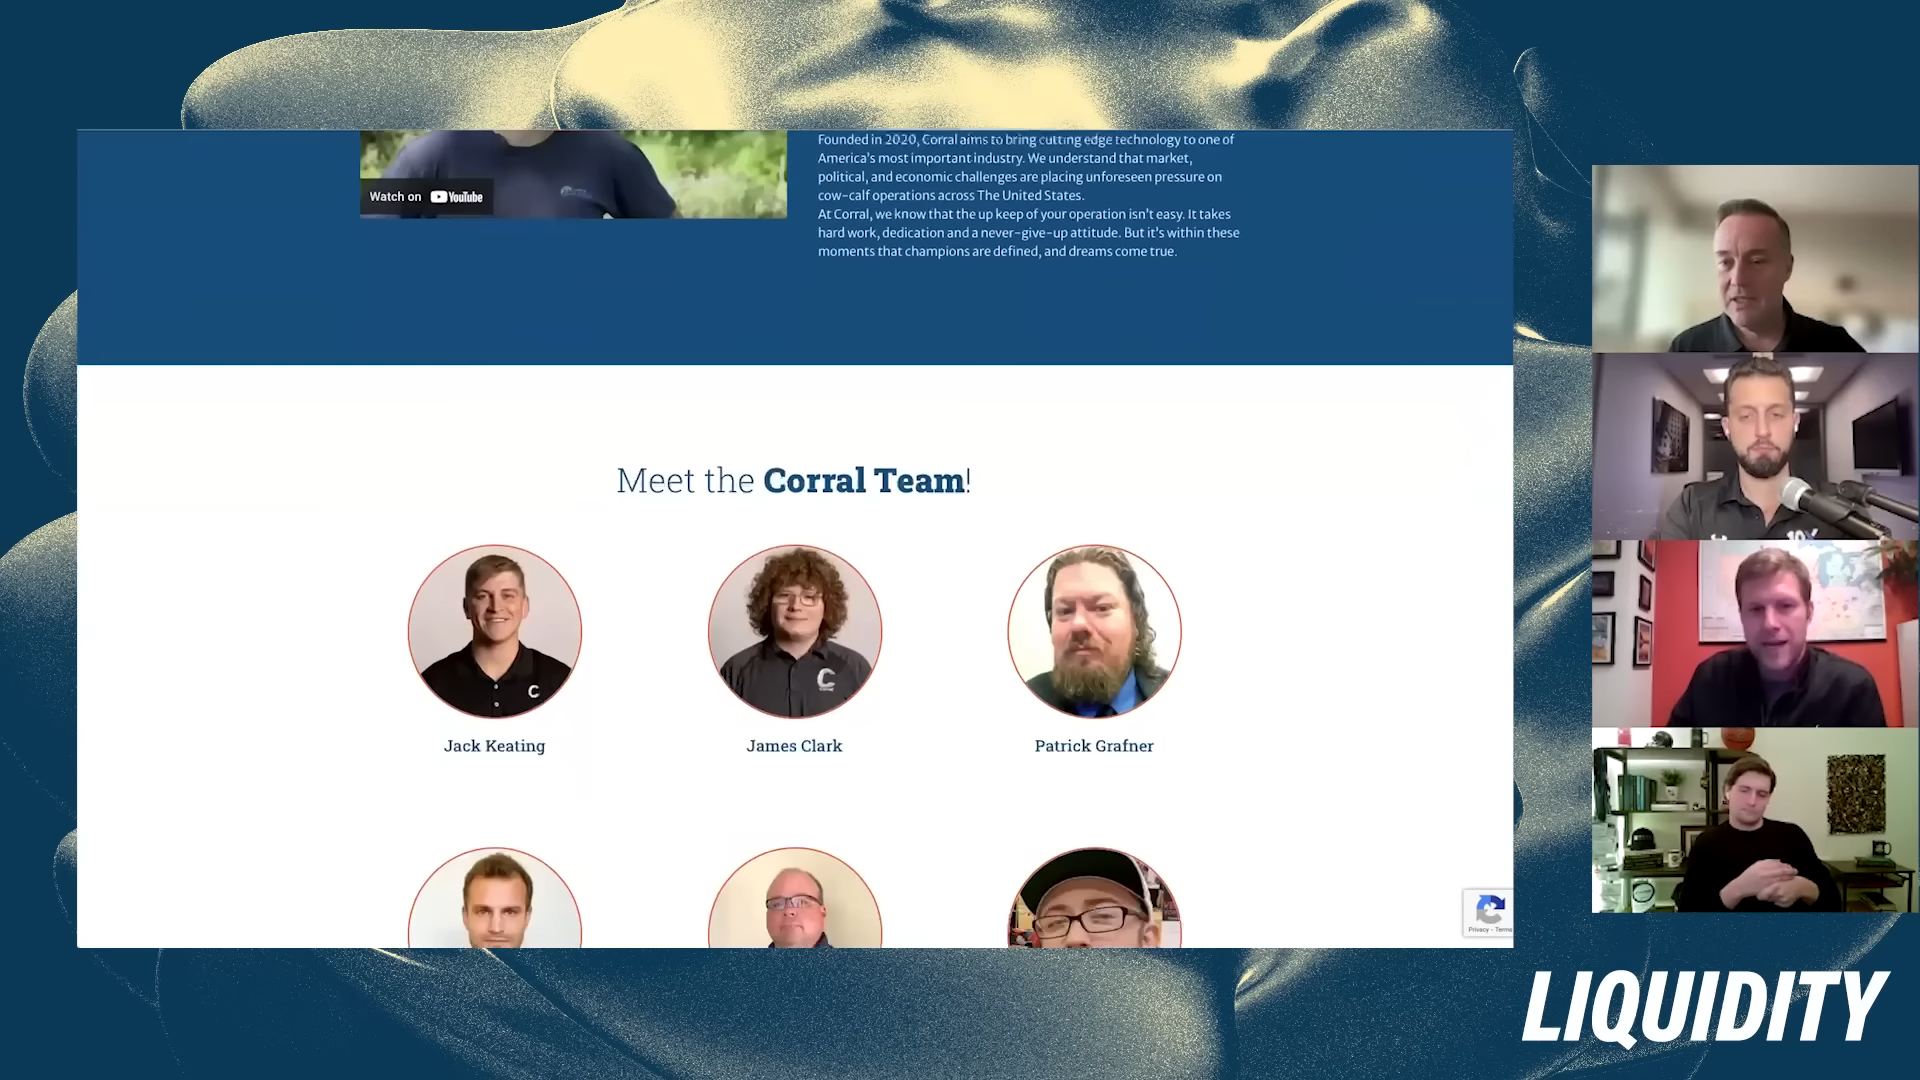 Founded in 2020, Corral aims to bring cutting edge technology to one of
America's most important industry. We understand that market,
political, and economic challenges are placing unforeseen pressure on
cow-calf operations across The United States.
At Corral, we know that the up keep of your operation isn't easy. It takes
hard work, dedication and a never-give-up attitude. But it's within these
moments that champions are defined, and dreams come true.
Watch on YouTube
Meet the Corral Team!
C
Jack Keating
James Clark
Patrick Grafner
Privacy - Terms
10X
LIQUIDITY